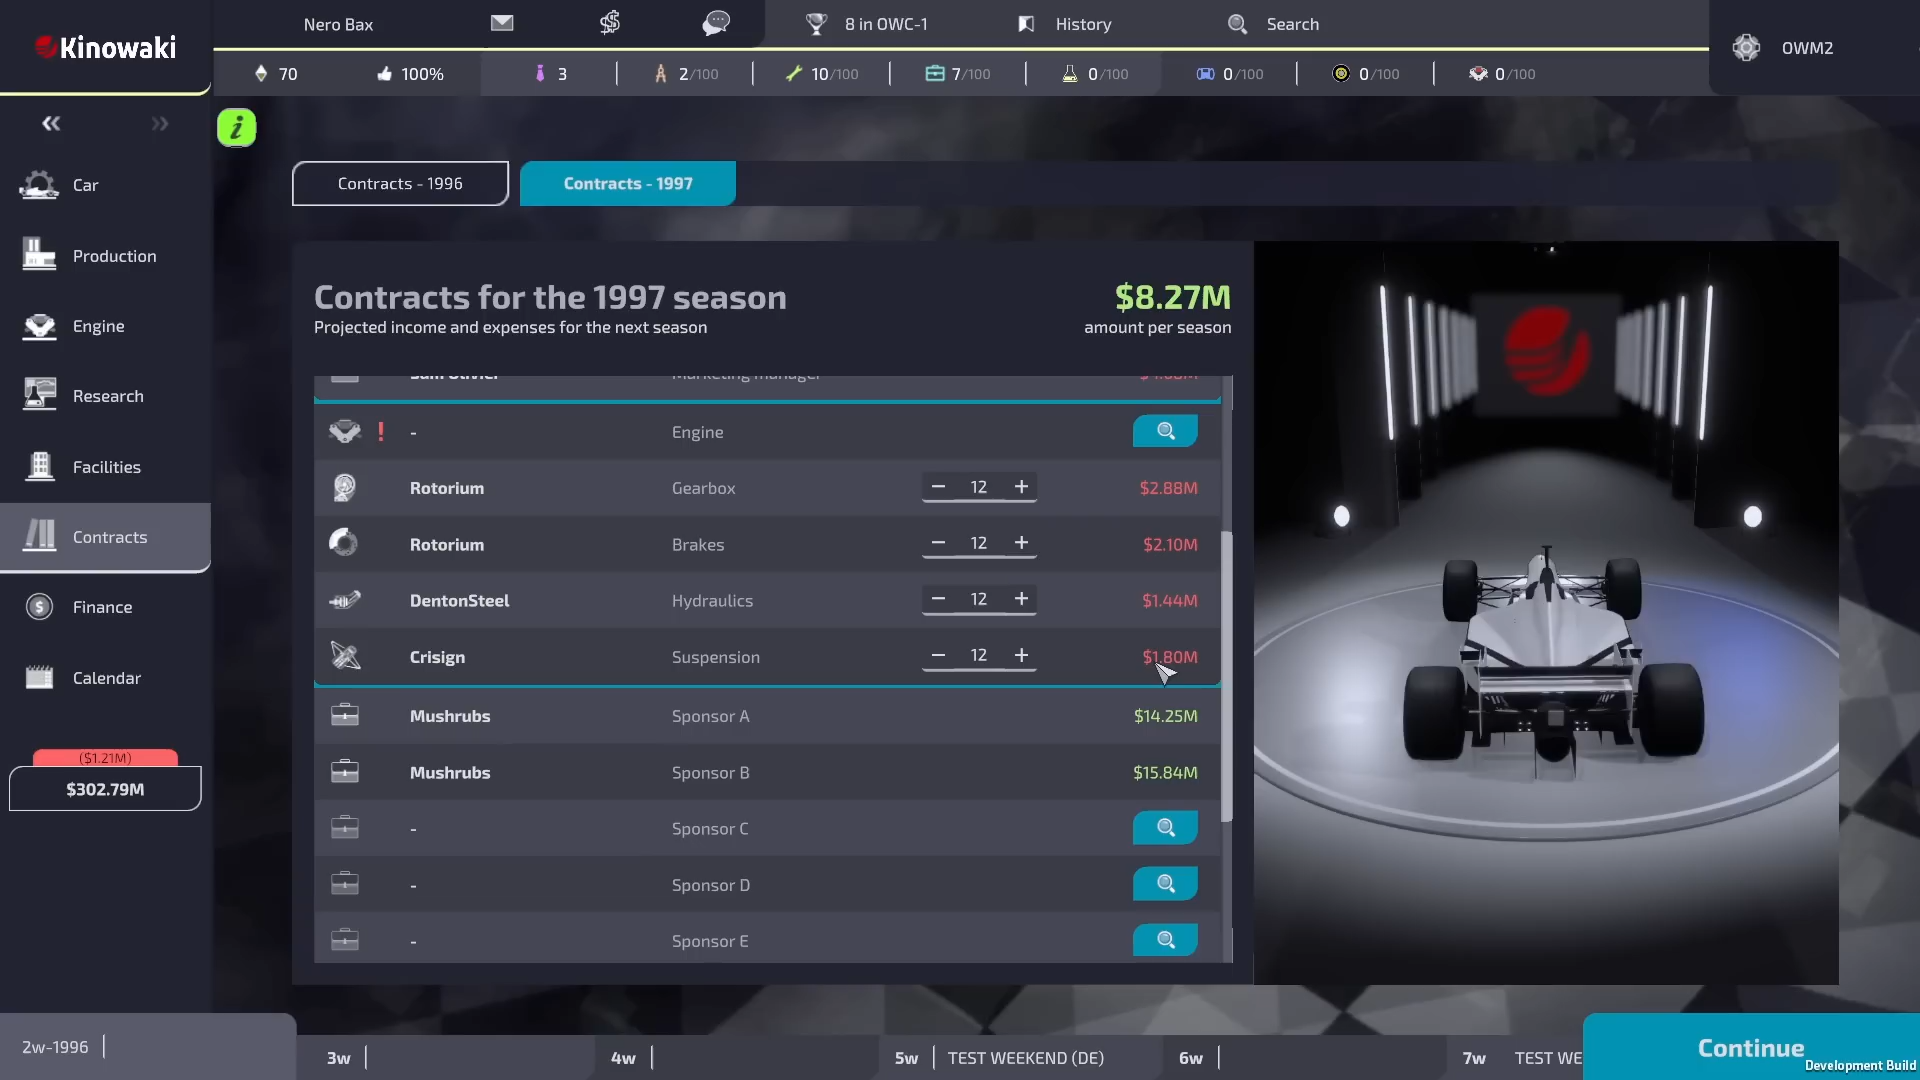 Kinowaki
Nero Bax
8 in OWC-1
History
Search
OWM2
70
100%
3
2/100
10/100
7/100
0/100
0/100
0/100
0/100
i
Car
Production
Engine
Research
Facilities
Contracts
Finance
Calendar
($1.21M)
$302.79M
Contracts - 1996
Contracts - 1997
Contracts for the 1997 season
Projected income and expenses for the next season
$8.27M
amount per season
Marketing manager
! - Engine
Rotorium Gearbox - 12 + $2.88M
Rotorium Brakes - 12 + $2.10M
DentonSteel Hydraulics - 12 + $1.44M
Crisign Suspension - 12 + $1.80M
Mushrubs Sponsor A $14.25M
Mushrubs Sponsor B $15.84M
- Sponsor C
- Sponsor D
- Sponsor E
2w-1996
3w
4w
5w TEST WEEKEND (DE)
6w
7w TEST WE
Continue
Development Build